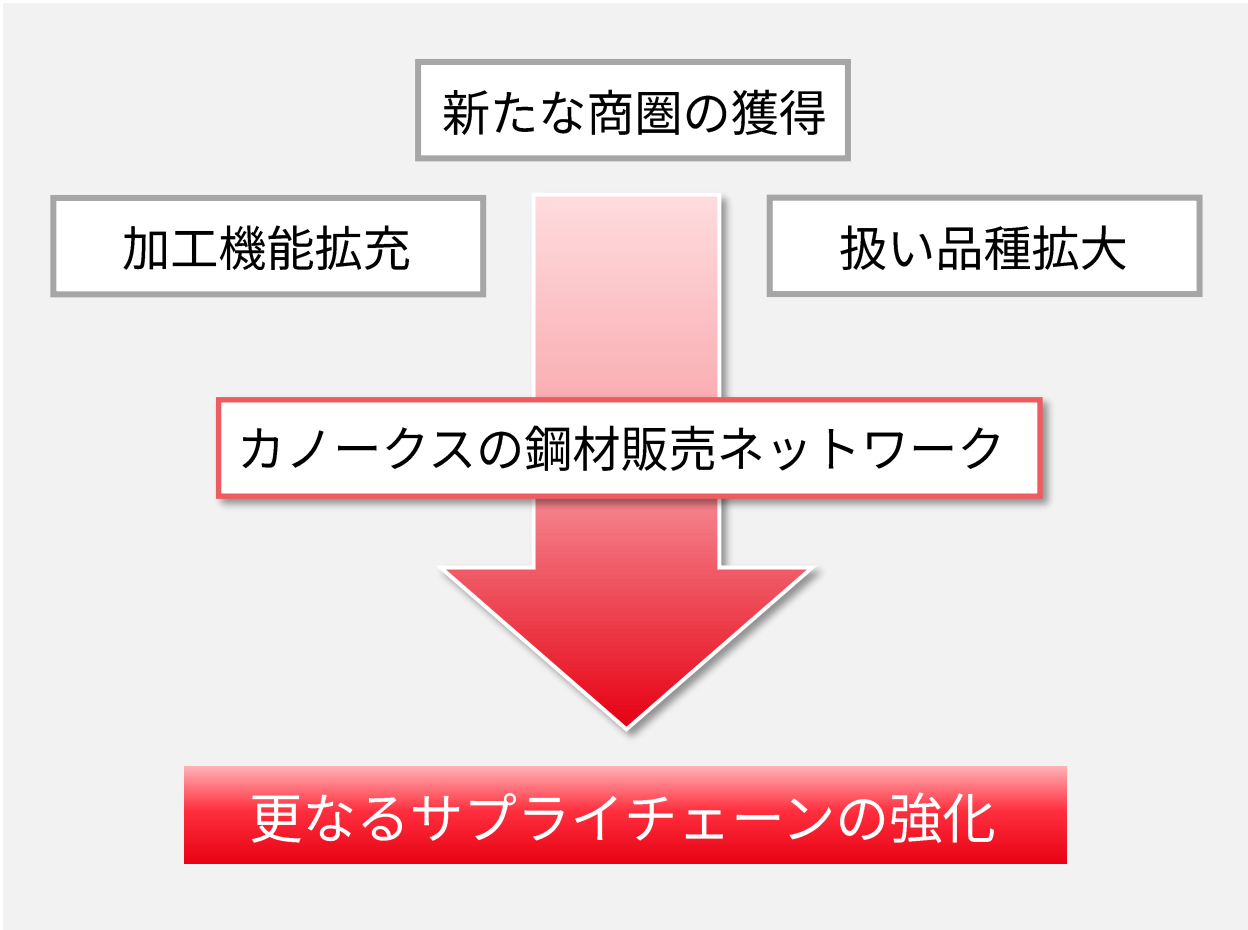 新たな商圏の獲得
加工機能拡充
扱い品種拡大
カノークスの鋼材販売ネットワーク
更なるサプライチェーンの強化